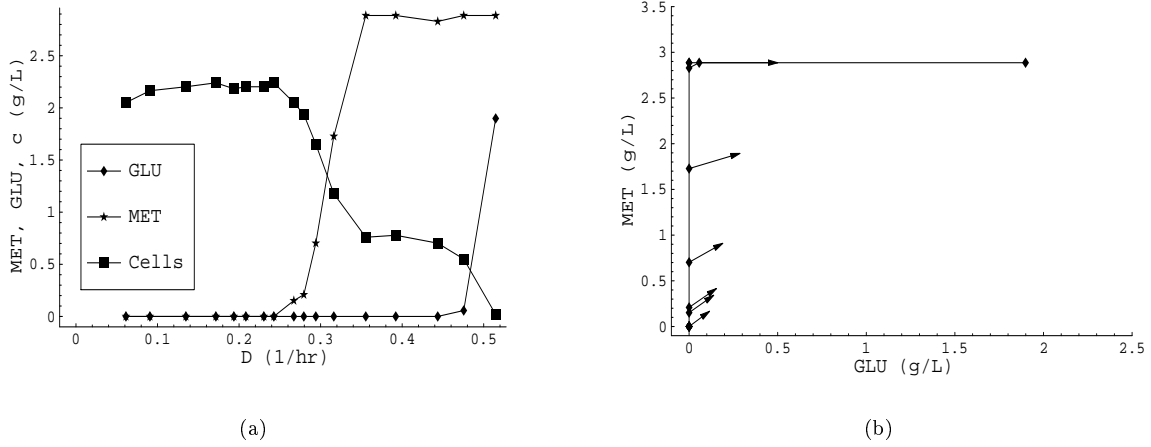 MET, GLU, c (g/L)
2.5
2
1.5
1
0.5
0
GLU
MET
Cells
0 0.1 0.2 0.3 0.4 0.5
D (1/hr)
(a)
MET (g/L)
3.5
3
2.5
2
1.5
1
0.5
0
0 0.5 1 1.5 2 2.5
GLU (g/L)
(b)